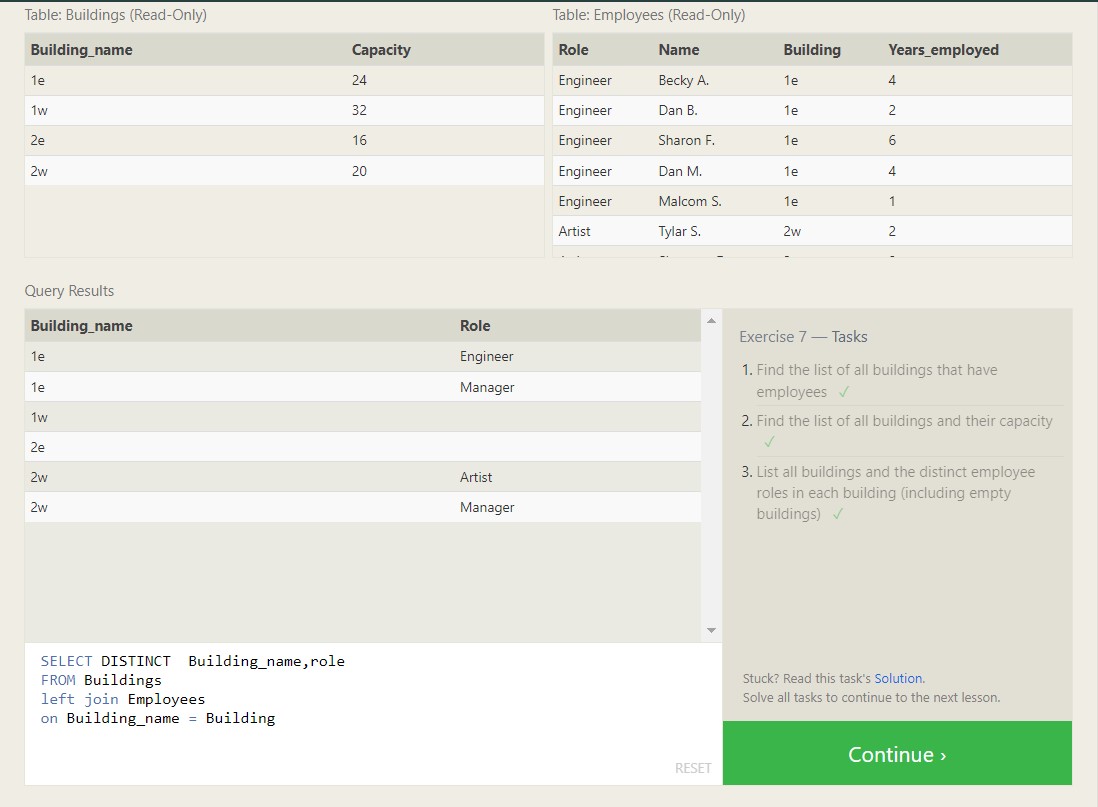 Table: Buildings (Read-Only)
Building_name Capacity
1e 24
1w 32
2e 16
2w 20
Table: Employees (Read-Only)
Role Name Building Years_employed
Engineer Becky A. 1e 4
Engineer Dan B. 1e 2
Engineer Sharon F. 1e 6
Engineer Dan M. 1e 4
Engineer Malcom S. 1e 1
Artist Tylar S. 2w 2
Query Results
Building_name Role
1e Engineer
1e Manager
1w
2e
2w Artist
2w Manager
SELECT DISTINCT  Building_name,role
FROM Buildings
left join Employees
on Building_name = Building
RESET
Exercise 7 — Tasks
1. Find the list of all buildings that have
employees ✓
2. Find the list of all buildings and their capacity
✓
3. List all buildings and the distinct employee
roles in each building (including empty
buildings) ✓
Stuck? Read this task's Solution.
Solve all tasks to continue to the next lesson.
Continue ›